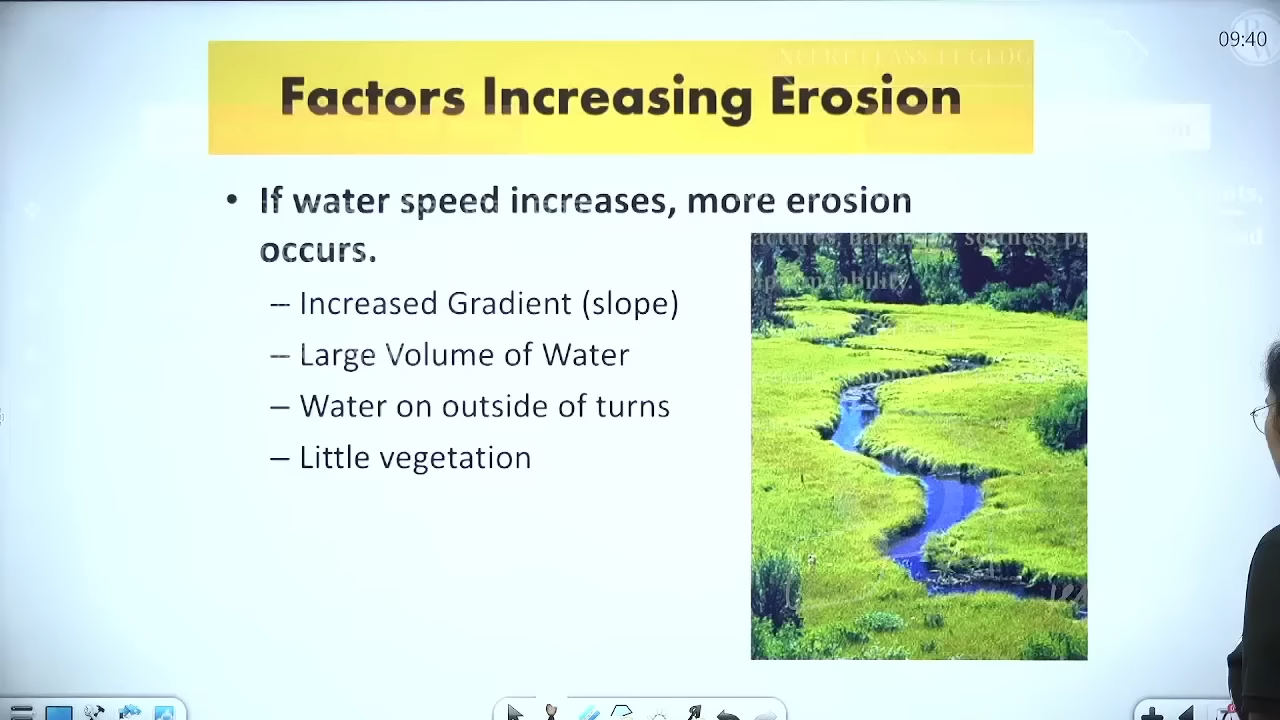 09:40
Factors Increasing Erosion
• If water speed increases, more erosion
occurs.
– Increased Gradient (slope)
– Large Volume of Water
– Water on outside of turns
– Little vegetation